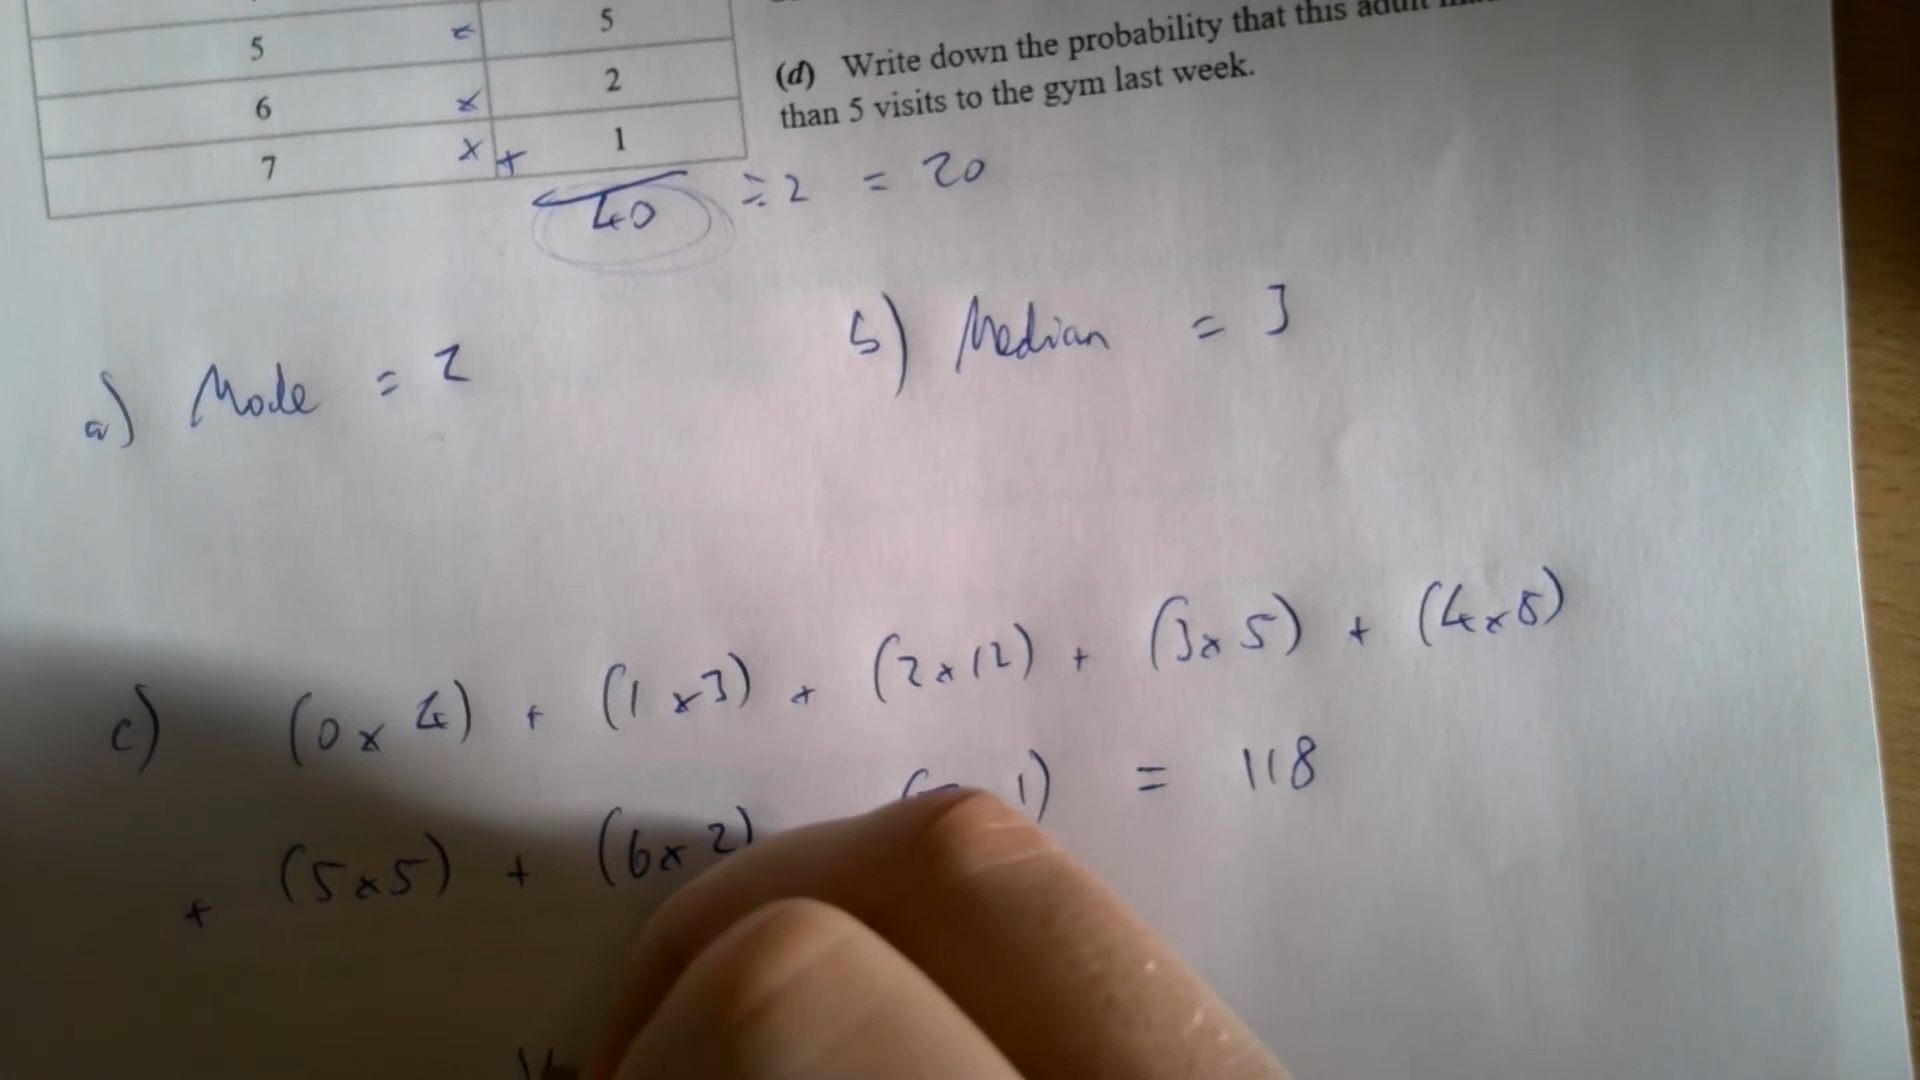 5 × 5
(d) Write down the probability that this adult
6 × 2
than 5 visits to the gym last week.
7 × + 1
40 ÷ 2 = 20
a) Mode = 2
b) Median = 3
c) (0 × 4) + (1 × 3) + (2 × 12) + (3 × 5) + (4 × 8)
+ (5 × 5) + (6 × 2) ( 1) = 118